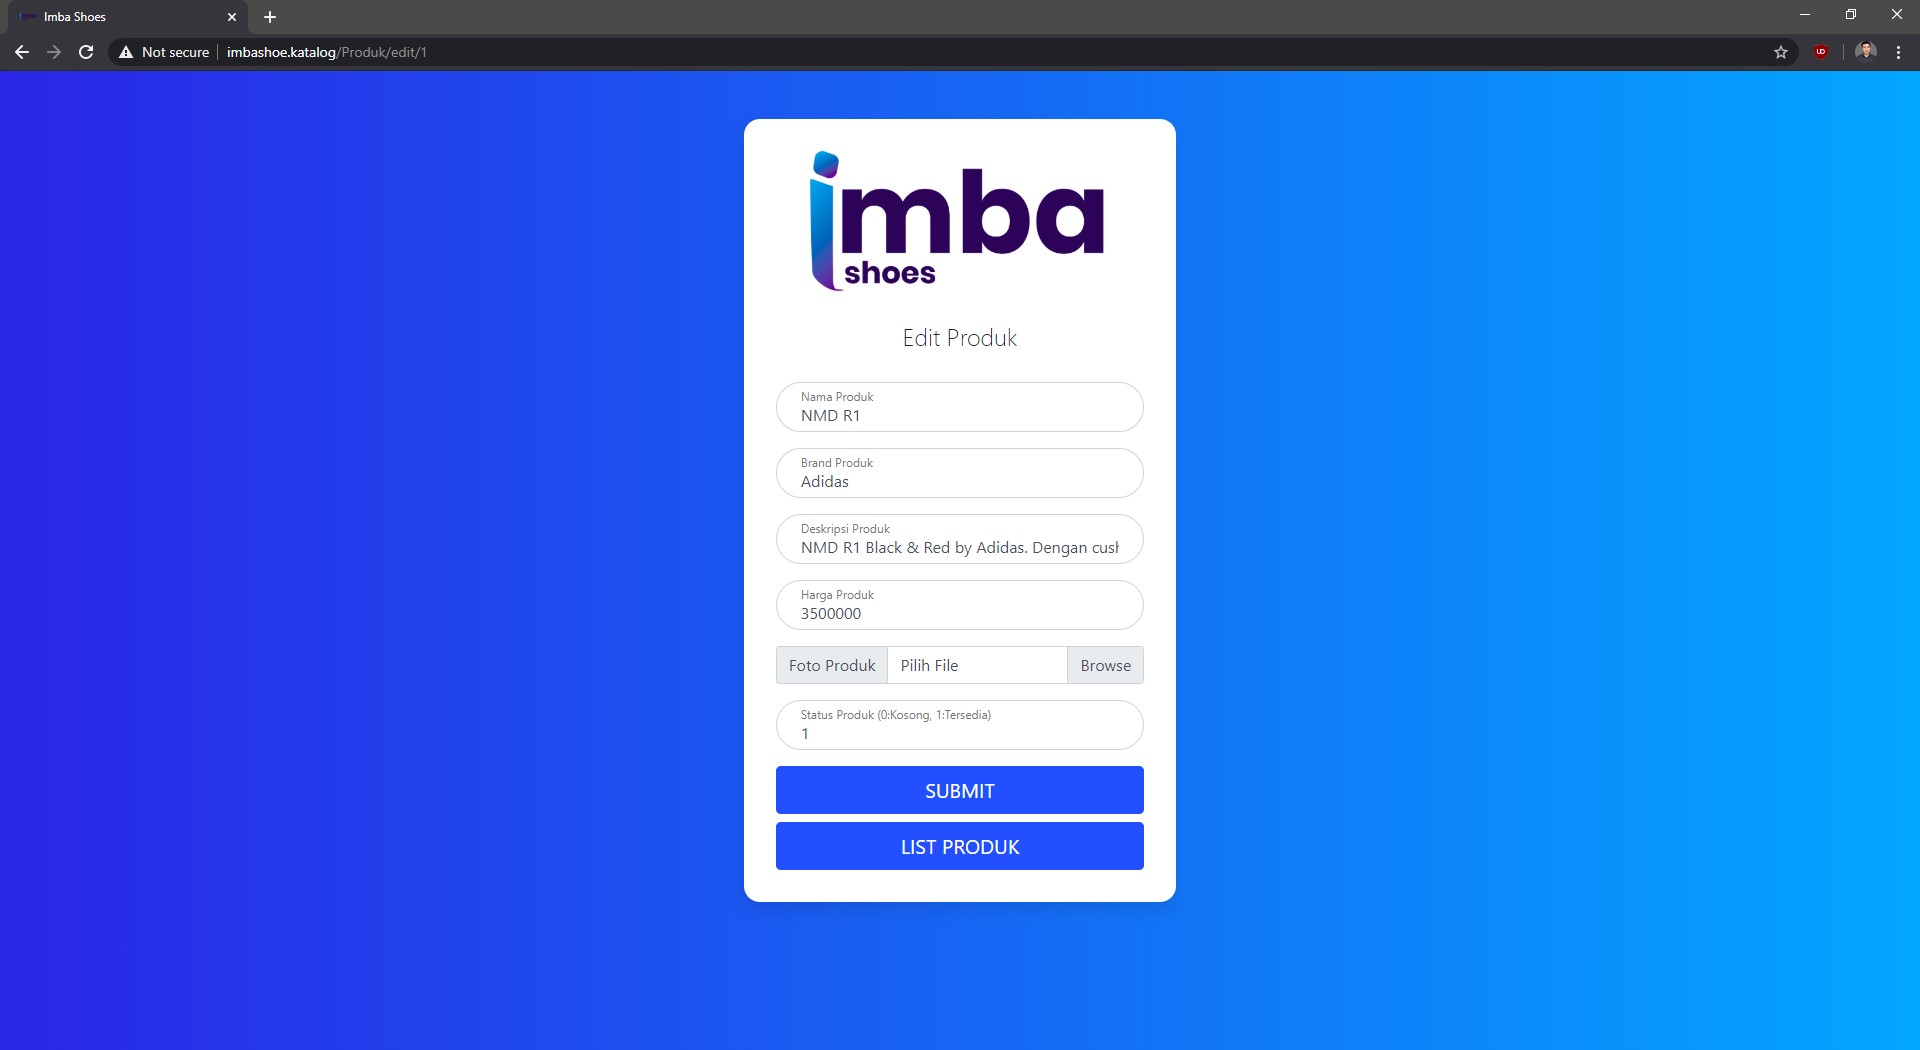 Imba Shoes
Not secure
imbashoe.katalog/Produk/edit/1
imba
shoes
Edit Produk
Nama Produk
NMD R1
Brand Produk
Adidas
Deskripsi Produk
NMD R1 Black & Red by Adidas. Dengan cush
Harga Produk
3500000
Foto Produk Pilih File Browse
Status Produk (0:Kosong, 1:Tersedia)
1
SUBMIT
LIST PRODUK